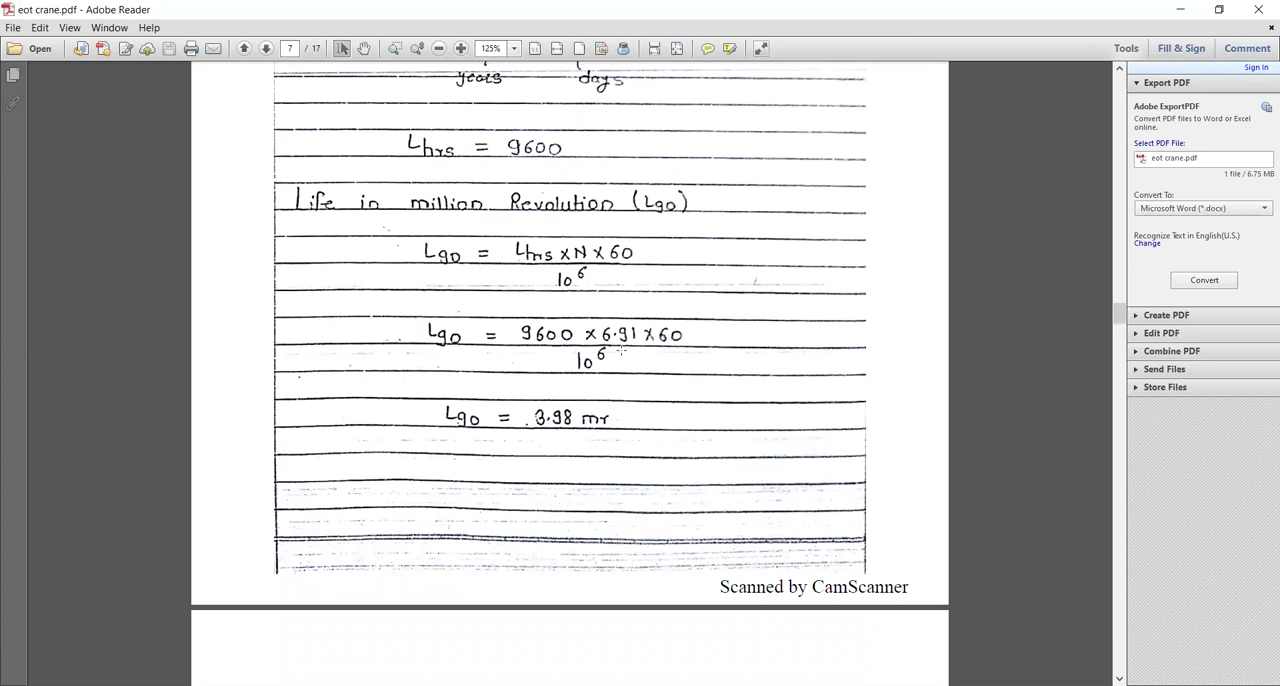 eot crane.pdf - Adobe Reader
File Edit View Window Help
Open 7 / 17 125% Tools Fill & Sign Comment
Sign In
Export PDF
Adobe ExportPDF
Convert PDF files to Word or Excel online.
Select PDF File:
eot crane.pdf
1 file / 6.75 MB
Convert To:
Microsoft Word (*.docx)
Recognize Text in English(U.S.)
Change
Convert
Create PDF
Edit PDF
Combine PDF
Send Files
Store Files
years days
Lhrs = 9600
Life in million Revolution (L90)
L90 = Lhrs × N × 60
10^6
L90 = 9600 × 6.91 × 60
10^6
L90 = 3.98 mr
Scanned by CamScanner